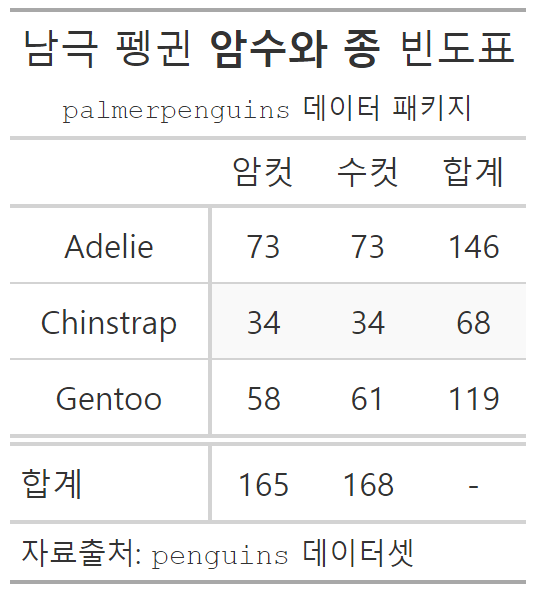 남극 펭귄 암수와 종 빈도표
palmerpenguins 데이터 패키지
암컷 수컷 합계
Adelie 73 73 146
Chinstrap 34 34 68
Gentoo 58 61 119
합계 165 168 -
자료출처: penguins 데이터셋